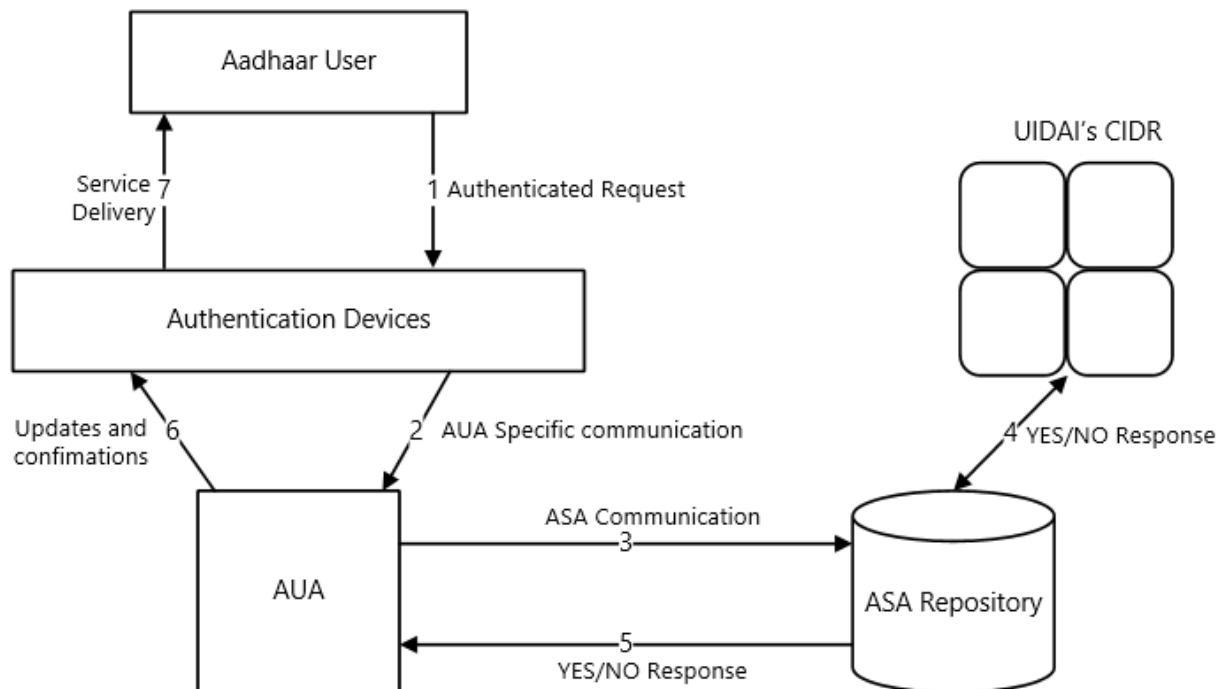 Aadhaar User
UIDAI's CIDR
Service
Delivery
7
1 Authenticated Request
Authentication Devices
Updates and
confimations
6
2 AUA Specific communication
4 YES/NO Response
ASA Communication
3
AUA
ASA Repository
5
YES/NO Response